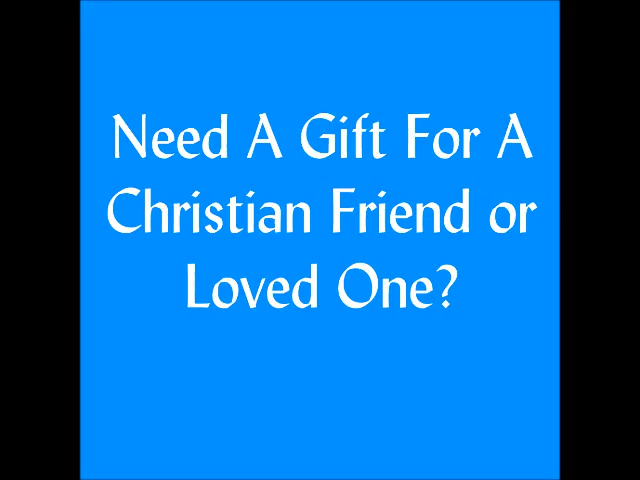 Need A Gift For A
Christian Friend or
Loved One?